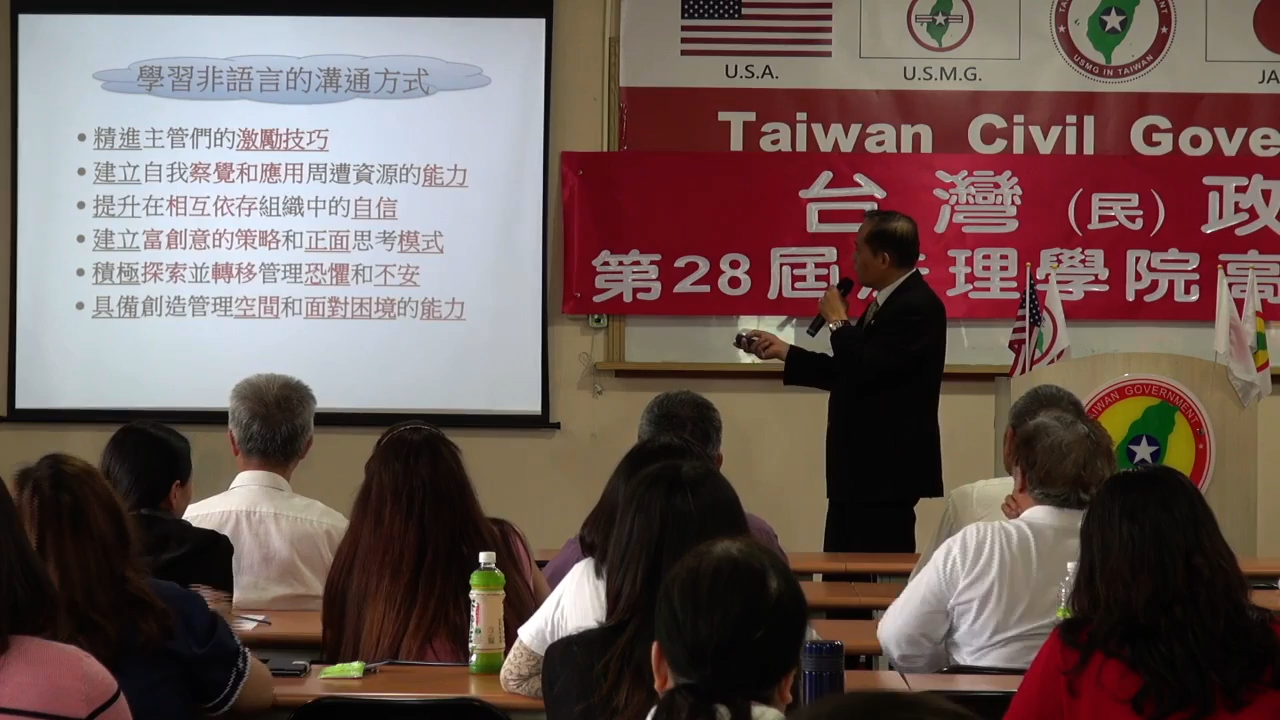 學習非語言的溝通方式
• 精進主管們的激勵技巧
• 建立自我察覺和應用周遭資源的能力
• 提升在相互依存組織中的自信
• 建立富創意的策略和正面思考模式
• 積極探索並轉移管理恐懼和不安
• 具備創造管理空間和面對困境的能力
U.S.A.
U.S.M.G.
USMG IN TAIWAN
JA
Taiwan Civil Gove
台灣（民）政
第28屆 理學院高
TAIWAN GOVERNMENT